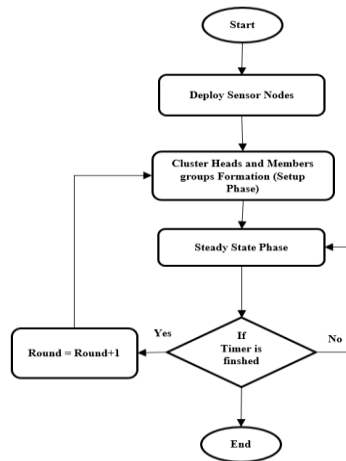 Start
Deploy Sensor Nodes
Cluster Heads and Members
groups Formation (Setup
Phase)
Steady State Phase
Yes
If
No
Timer is
finshed
Round = Round+1
End